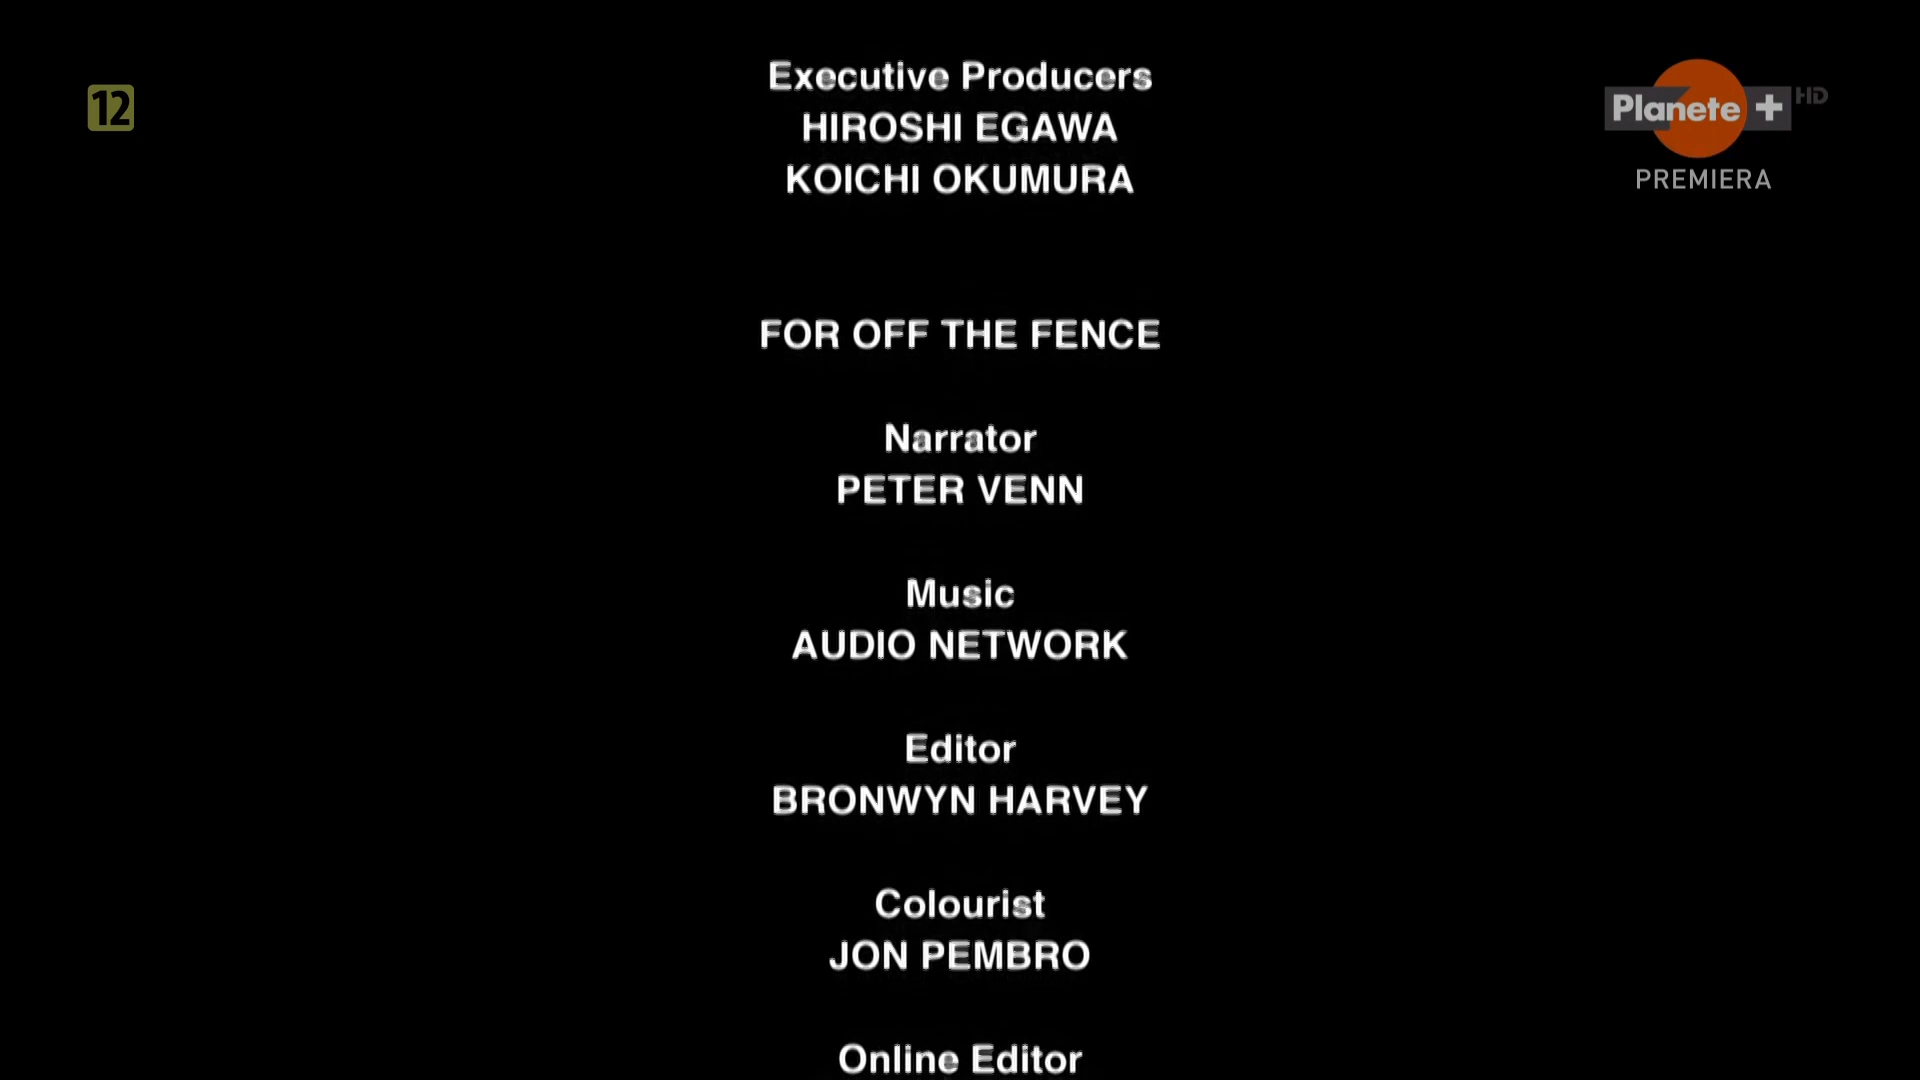 Executive Producers
HIROSHI EGAWA
KOICHI OKUMURA
12
Planete +
HD
PREMIERA
FOR OFF THE FENCE
Narrator
PETER VENN
Music
AUDIO NETWORK
Editor
BRONWYN HARVEY
Colourist
JON PEMBRO
Online Editor